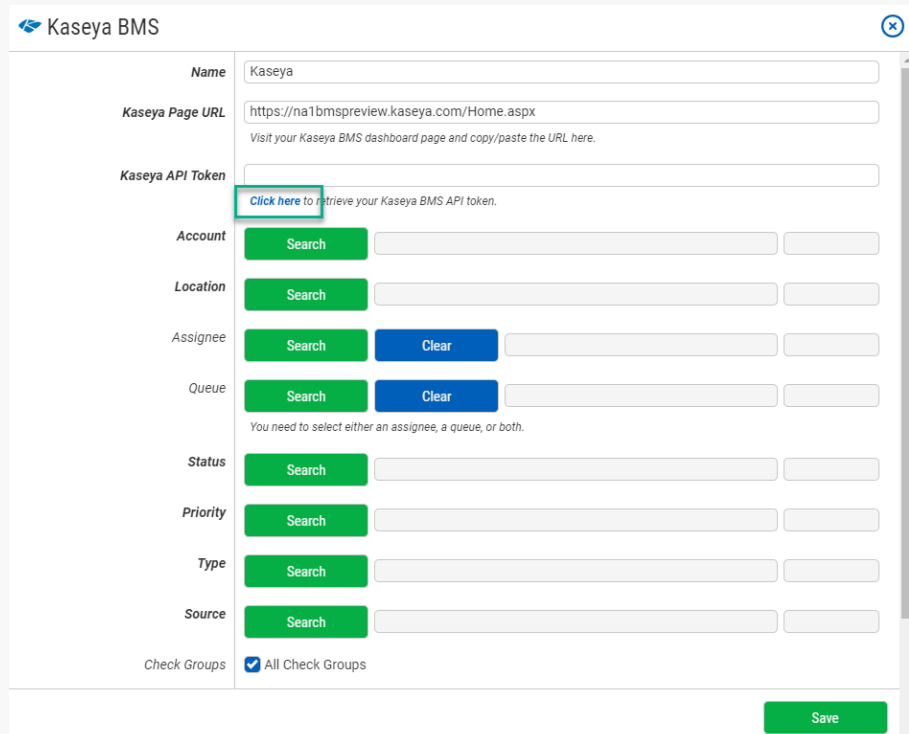 Kaseya BMS
Name
Kaseya
Kaseya Page URL
https://na1bmspreview.kaseya.com/Home.aspx
Visit your Kaseya BMS dashboard page and copy/paste the URL here.
Kaseya API Token
Click here to retrieve your Kaseya BMS API token.
Account
Search
Location
Search
Assignee
Search Clear
Queue
Search Clear
You need to select either an assignee, a queue, or both.
Status
Search
Priority
Search
Type
Search
Source
Search
Check Groups
All Check Groups
Save